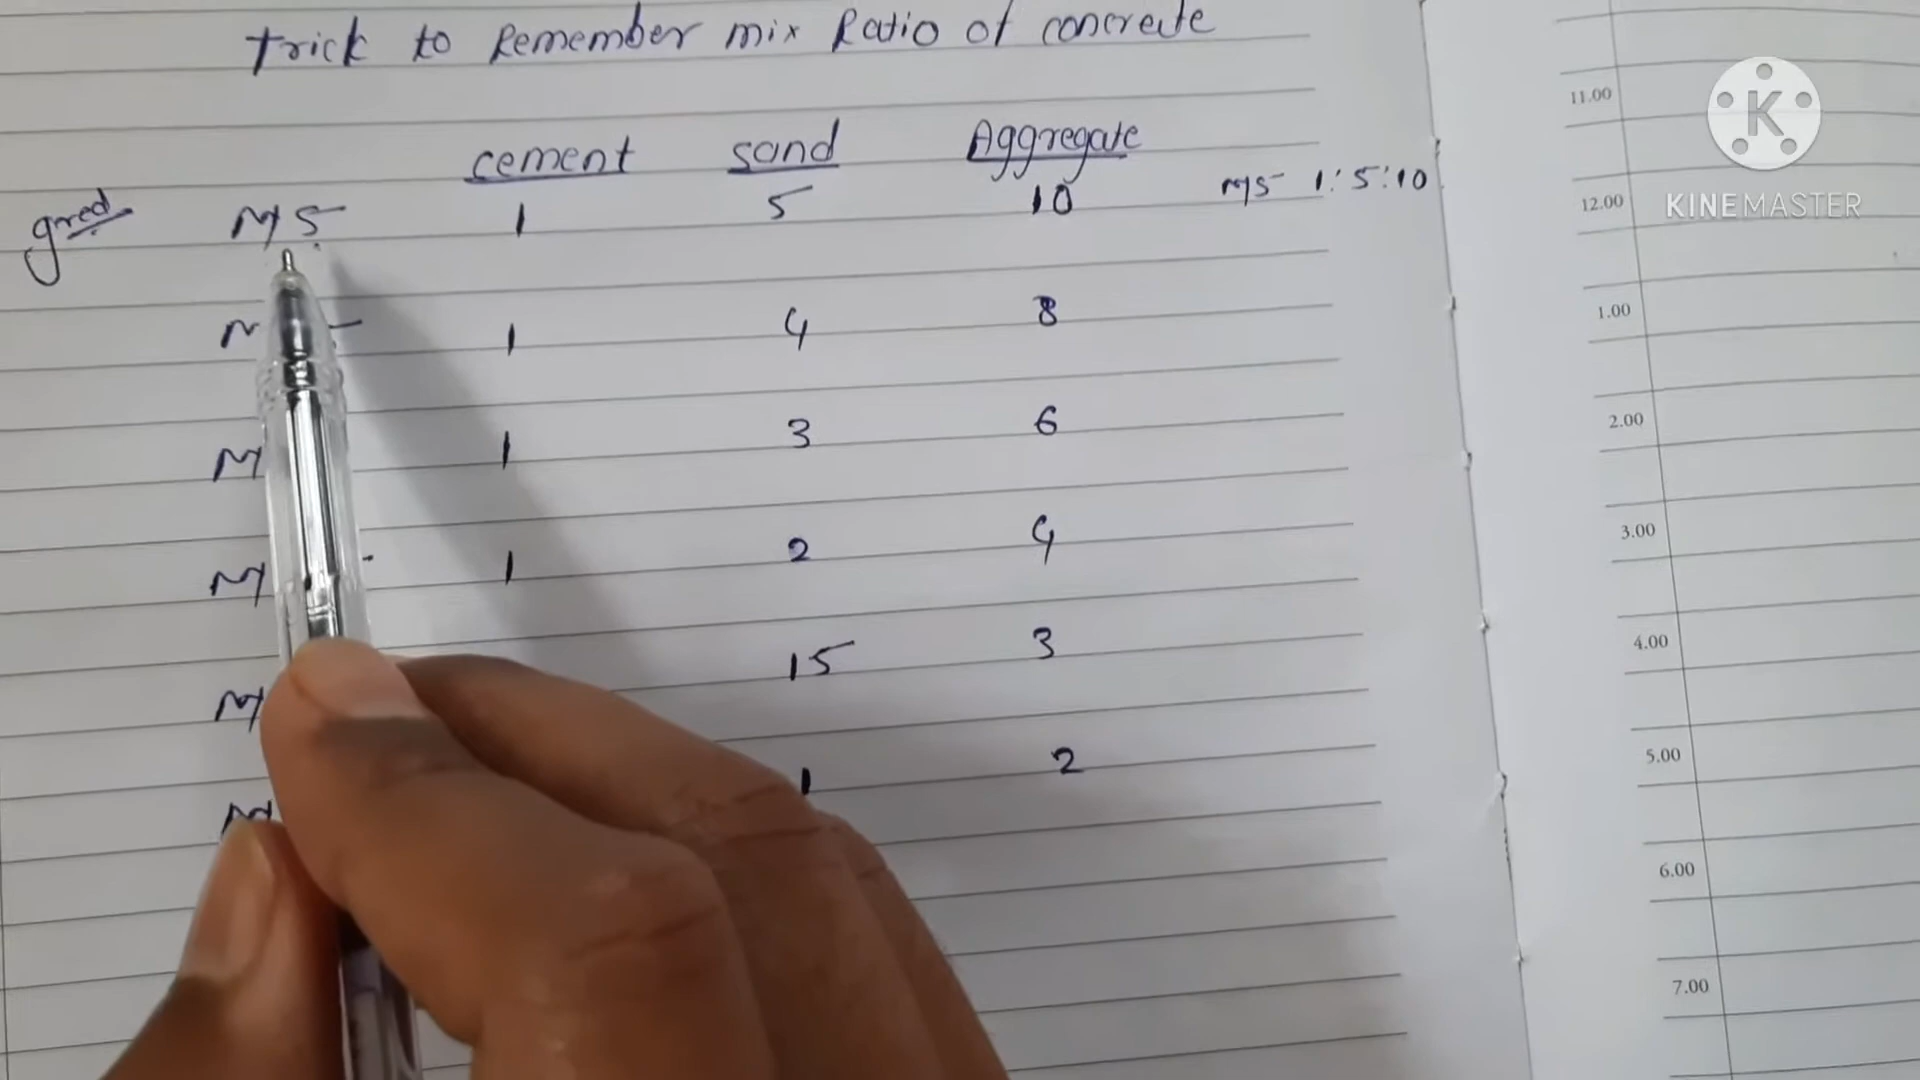 Trick to Remember mix Ratio of concrete
cement sand Aggregate
gred M5 1 5 10 M5 1:5:10
M 1 4 8
M 1 3 6
M 1 2 4
M 15 3
M 1 2
11.00
12.00
1.00
2.00
3.00
4.00
5.00
6.00
7.00
K
KINEMASTER